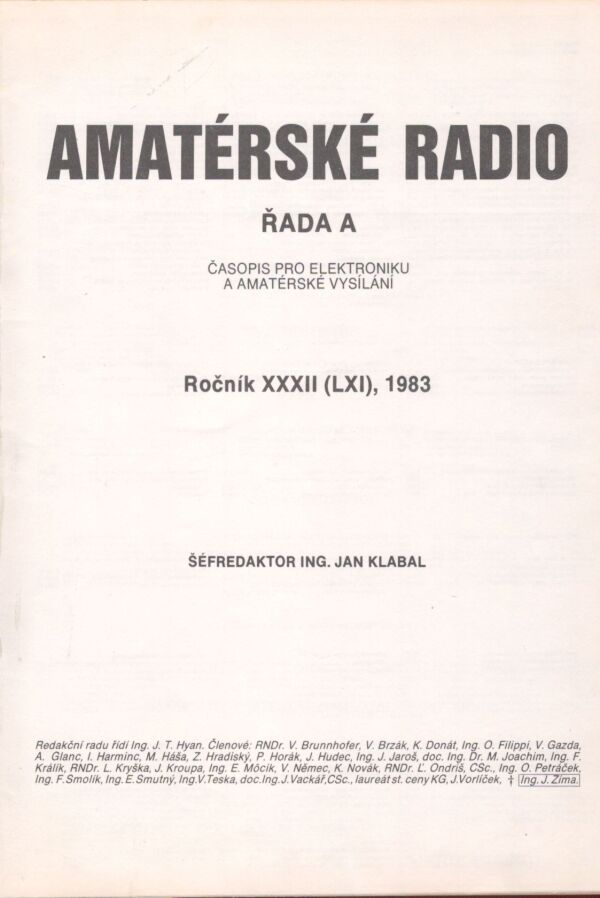 AMATÉRSKÉ RADIO
ŘADA A
ČASOPIS PRO ELEKTRONIKU
A AMATÉRSKÉ VYSÍLÁNÍ
Ročník XXXII (LXI), 1983
ŠÉFREDAKTOR ING. JAN KLABAL
Redakční radu řídí Ing. J. T. Hyan. Členové: RNDr. V. Brunnhofer, V. Brzák, K. Donát, Ing. O. Filippi, V. Gazda,
A. Glanc, I. Harminc, M. Háša, Z. Hradiský, P. Horák, J. Hudec, Ing. J. Jaroš, doc. Ing. Dr. M. Joachim, Ing. F.
Králík, RNDr. L. Kryška, J. Kroupa, Ing. E. Môcik, V. Němec, K. Novák, RNDr. Ľ. Ondriš, CSc., Ing. O. Petráček,
Ing. F. Smolík, Ing. E. Smutný, Ing. V. Teska, doc. Ing. J. Vackář, CSc., laureát st. ceny KG, J. Vorlíček, † Ing. J. Zíma.